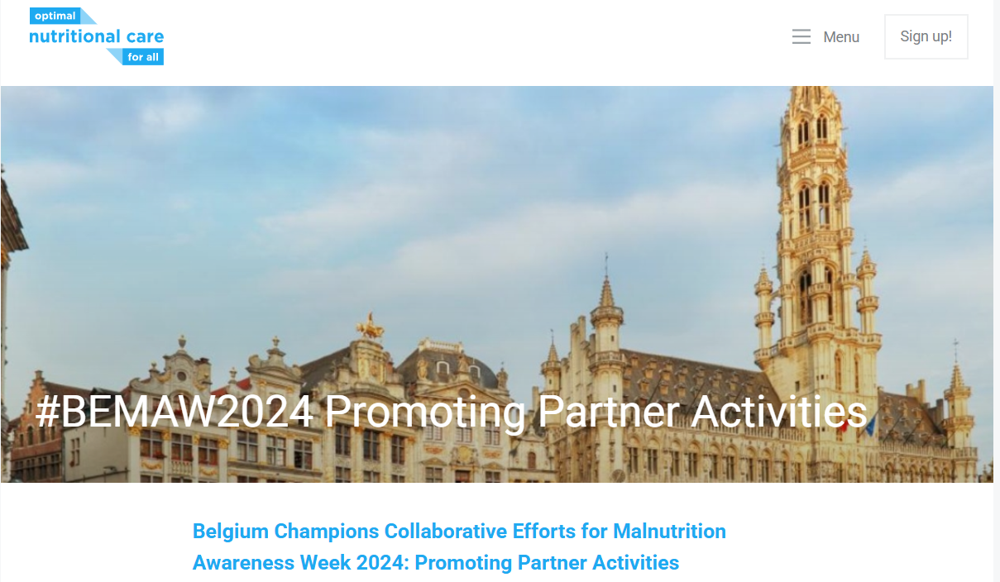 optimal
nutritional care
for all
Menu
Sign up!
#BEMAW2024 Promoting Partner Activities
Belgium Champions Collaborative Efforts for Malnutrition
Awareness Week 2024: Promoting Partner Activities